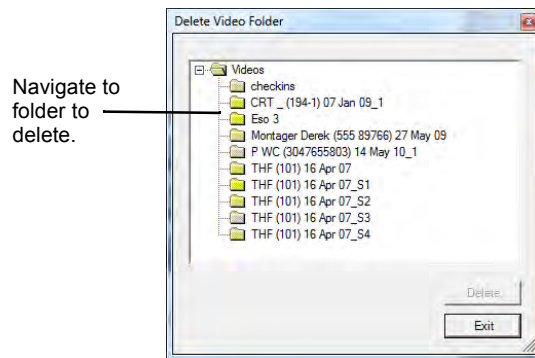 Delete Video Folder
Navigate to
folder to
delete.
Videos
checkins
CRT _ (194-1) 07 Jan 09_1
Eso 3
Montager Derek (555 89766) 27 May 09
P WC (3047655803) 14 May 10_1
THF (101) 16 Apr 07
THF (101) 16 Apr 07_S1
THF (101) 16 Apr 07_S2
THF (101) 16 Apr 07_S3
THF (101) 16 Apr 07_S4
Delete
Exit